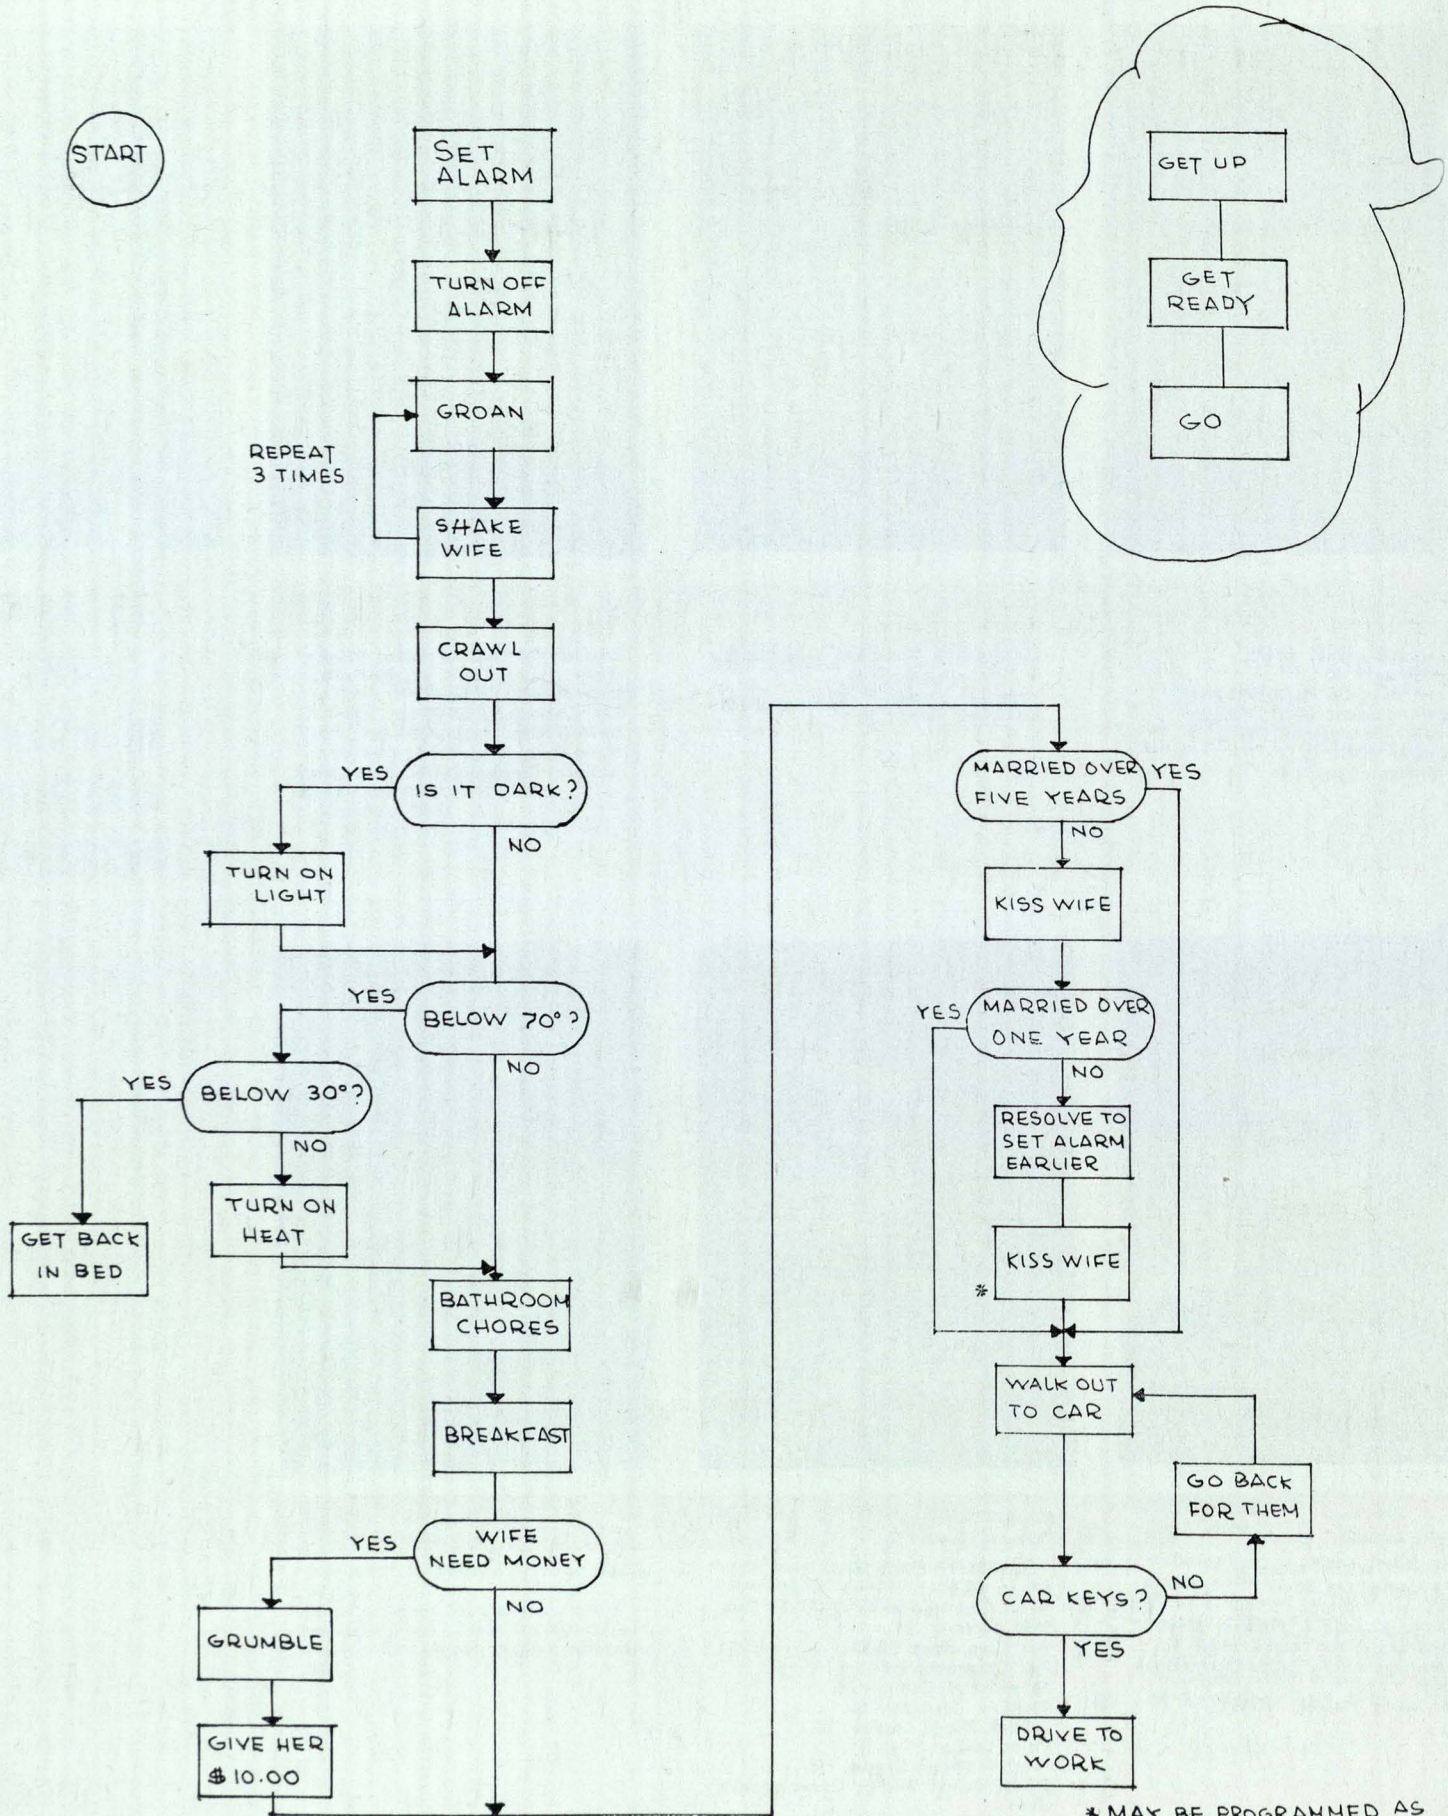 START
SET
ALARM
TURN OFF
ALARM
GROAN
REPEAT
3 TIMES
SHAKE
WIFE
CRAWL
OUT
IS IT DARK?
YES
NO
TURN ON
LIGHT
BELOW 70°?
YES
NO
BELOW 30°?
YES
NO
TURN ON
HEAT
GET BACK
IN BED
BATHROOM
CHORES
BREAKFAST
WIFE
NEED MONEY
YES
NO
GRUMBLE
GIVE HER
$10.00
GET UP
GET
READY
GO
MARRIED OVER
FIVE YEARS
YES
NO
KISS WIFE
MARRIED OVER
ONE YEAR
YES
NO
RESOLVE TO
SET ALARM
EARLIER
KISS WIFE
*
WALK OUT
TO CAR
GO BACK
FOR THEM
CAR KEYS?
NO
YES
DRIVE TO
WORK
* MAY BE PROGRAMMED AS